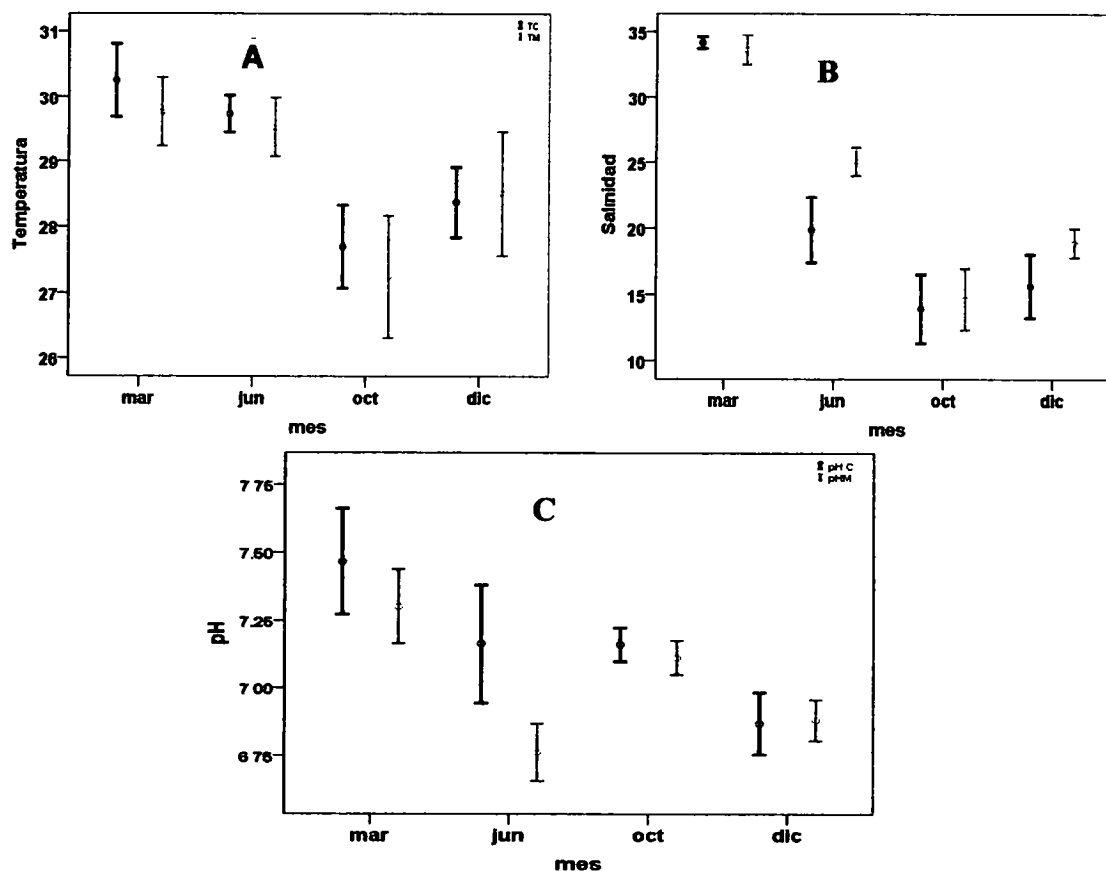 A
TC
TM
Temperatura
31
30
29
28
27
26
mar jun oct dic
mes
B
Salinidad
35
30
25
20
15
10
mar jun oct dic
mes
C
pH C
pHM
pH
7 75
7.50
7.25
7 00
6 75
mar jun oct dic
mes